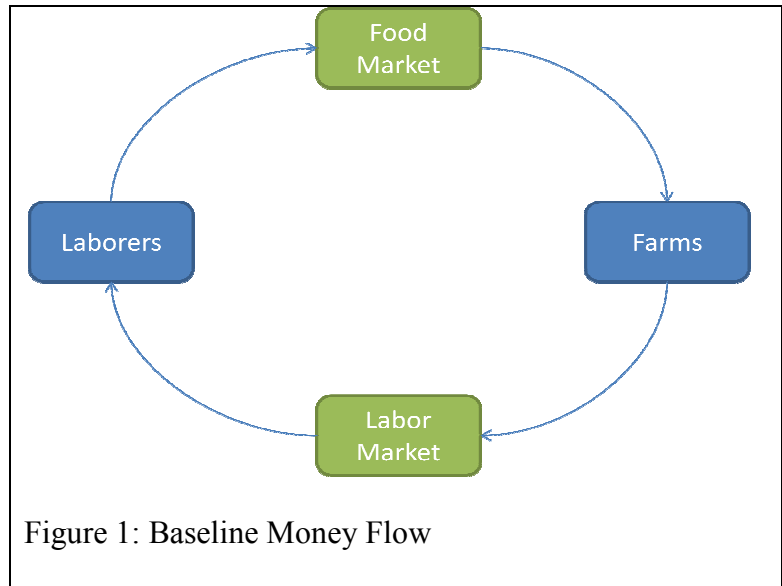 Food
Market
Laborers
Farms
Labor
Market
Figure 1: Baseline Money Flow